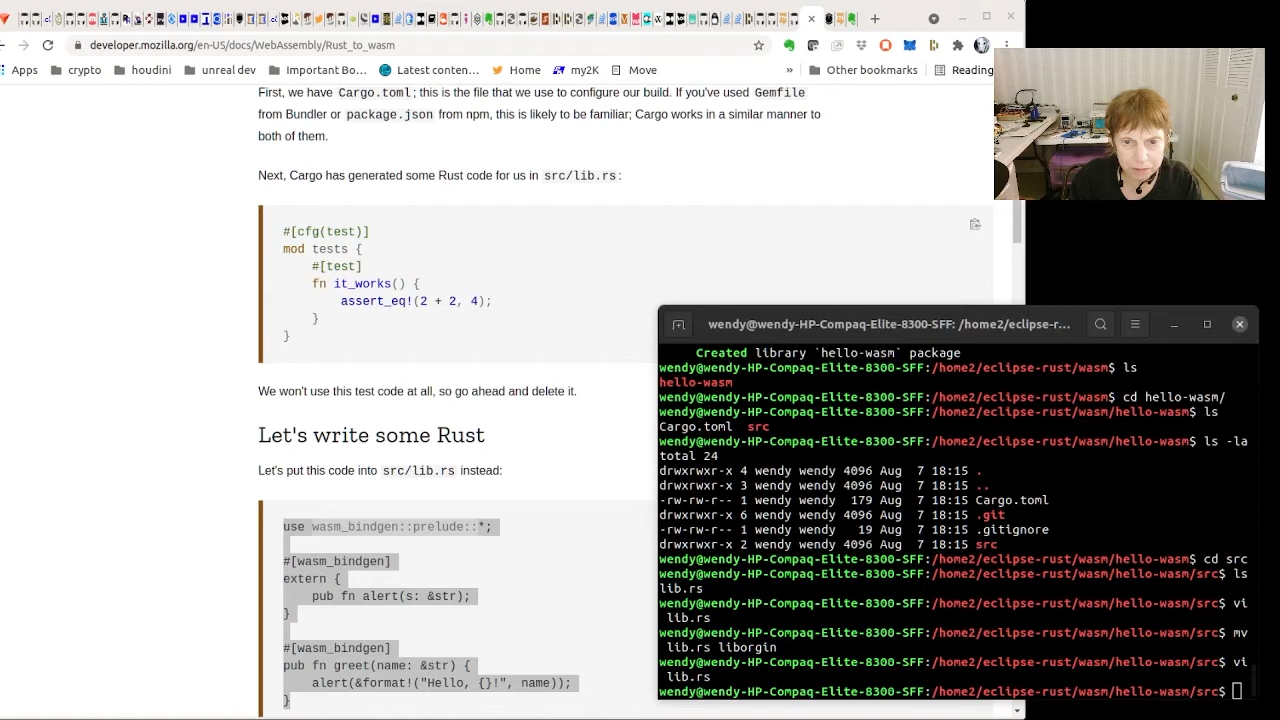 developer.mozilla.org/en-US/docs/WebAssembly/Rust_to_wasm
Apps crypto houdini unreal dev Important Bo... Latest conten... Home my2K Move » Other bookmarks Reading
First, we have Cargo.toml; this is the file that we use to configure our build. If you've used Gemfile
from Bundler or package.json from npm, this is likely to be familiar; Cargo works in a similar manner to
both of them.
Next, Cargo has generated some Rust code for us in src/lib.rs:
#[cfg(test)]
mod tests {
    #[test]
    fn it_works() {
        assert_eq!(2 + 2, 4);
    }
}
We won't use this test code at all, so go ahead and delete it.
Let's write some Rust
Let's put this code into src/lib.rs instead:
use wasm_bindgen::prelude::*;
#[wasm_bindgen]
extern {
    pub fn alert(s: &str);
}
#[wasm_bindgen]
pub fn greet(name: &str) {
    alert(&format!("Hello, {}!", name));
}
wendy@wendy-HP-Compaq-Elite-8300-SFF: /home2/eclipse-r...
Created library `hello-wasm` package
wendy@wendy-HP-Compaq-Elite-8300-SFF:/home2/eclipse-rust/wasm$ ls
hello-wasm
wendy@wendy-HP-Compaq-Elite-8300-SFF:/home2/eclipse-rust/wasm$ cd hello-wasm/
wendy@wendy-HP-Compaq-Elite-8300-SFF:/home2/eclipse-rust/wasm/hello-wasm$ ls
Cargo.toml src
wendy@wendy-HP-Compaq-Elite-8300-SFF:/home2/eclipse-rust/wasm/hello-wasm$ ls -la
total 24
drwxrwxr-x 4 wendy wendy 4096 Aug 7 18:15 .
drwxrwxr-x 3 wendy wendy 4096 Aug 7 18:15 ..
-rw-rw-r-- 1 wendy wendy 179 Aug 7 18:15 Cargo.toml
drwxrwxr-x 6 wendy wendy 4096 Aug 7 18:15 .git
-rw-rw-r-- 1 wendy wendy 19 Aug 7 18:15 .gitignore
drwxrwxr-x 2 wendy wendy 4096 Aug 7 18:15 src
wendy@wendy-HP-Compaq-Elite-8300-SFF:/home2/eclipse-rust/wasm/hello-wasm$ cd src
wendy@wendy-HP-Compaq-Elite-8300-SFF:/home2/eclipse-rust/wasm/hello-wasm/src$ ls
lib.rs
wendy@wendy-HP-Compaq-Elite-8300-SFF:/home2/eclipse-rust/wasm/hello-wasm/src$ vi
lib.rs
wendy@wendy-HP-Compaq-Elite-8300-SFF:/home2/eclipse-rust/wasm/hello-wasm/src$ mv
lib.rs liborgin
wendy@wendy-HP-Compaq-Elite-8300-SFF:/home2/eclipse-rust/wasm/hello-wasm/src$ vi
lib.rs
wendy@wendy-HP-Compaq-Elite-8300-SFF:/home2/eclipse-rust/wasm/hello-wasm/src$